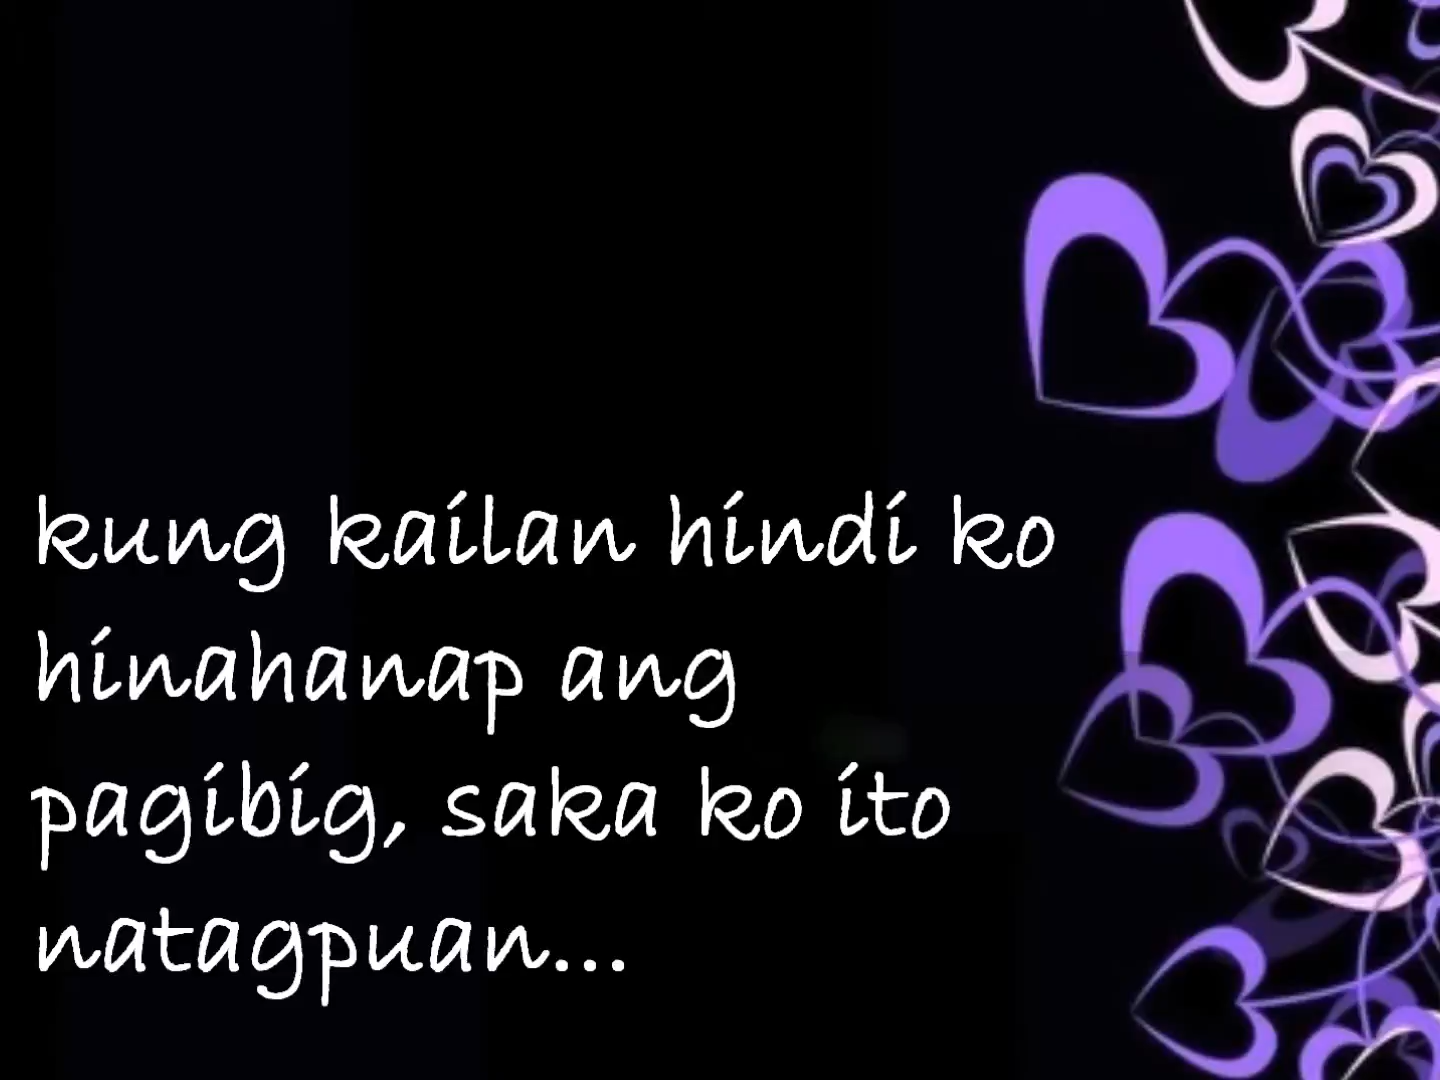 kung kailan hindi ko
hinahanap ang
pagibig, saka ko ito
natagpuan...